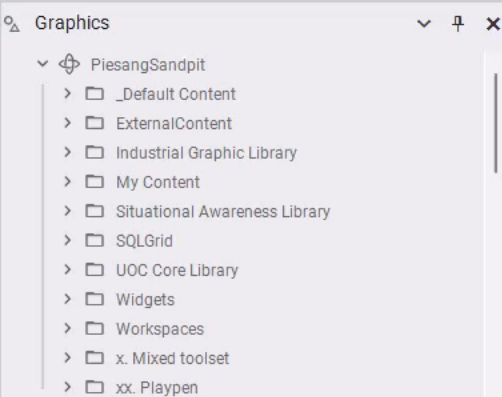 Graphics
PiesangSandpit
_Default Content
ExternalContent
Industrial Graphic Library
My Content
Situational Awareness Library
SQLGrid
UOC Core Library
Widgets
Workspaces
x. Mixed toolset
xx. Playpen